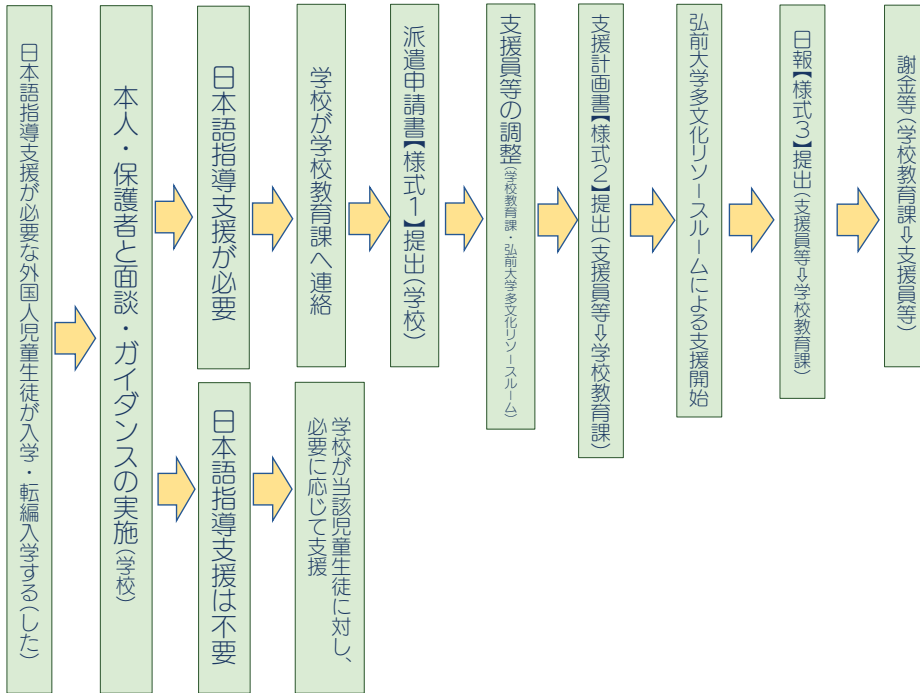 日本語指導支援が必要な外国人児童生徒が入学・転編入学する(した)
本人・保護者と面談・ガイダンスの実施(学校)
日本語指導支援が必要
学校が学校教育課へ連絡
派遣申請書【様式1】提出(学校)
支援員等の調整(学校教育課・弘前大学多文化リソースルーム)
支援計画書【様式2】提出(支援員等⇨学校教育課)
弘前大学多文化リソースルームによる支援開始
日報【様式3】提出(支援員等⇨学校教育課)
謝金等(学校教育課⇨支援員等)
日本語指導支援は不要
学校が当該児童生徒に対し、
必要に応じて支援